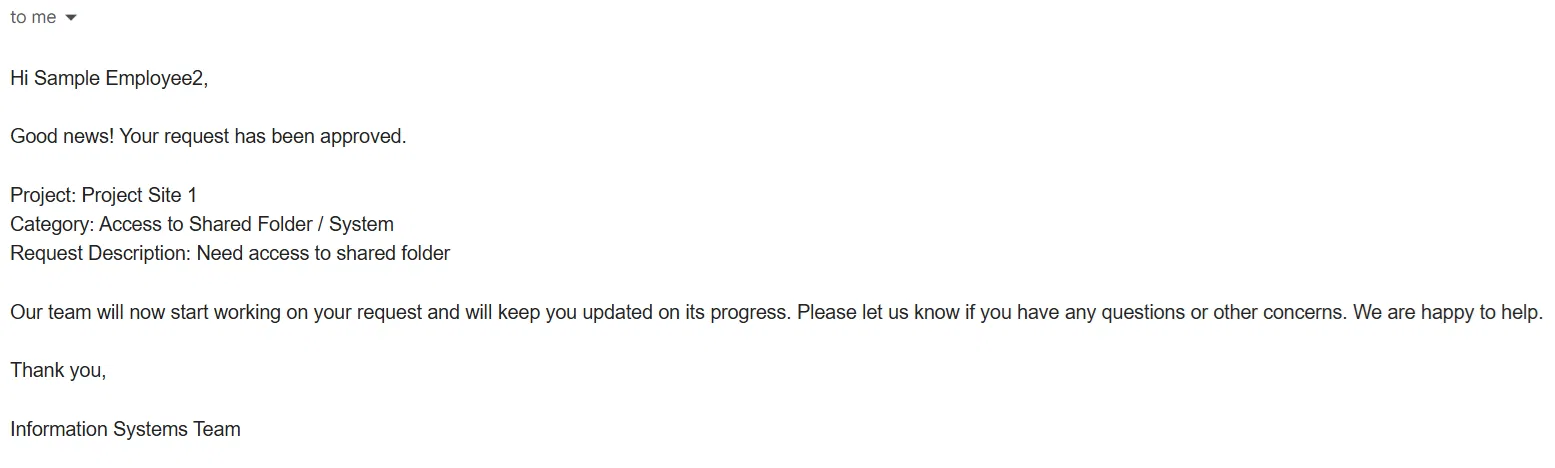 to me
Hi Sample Employee2,
Good news! Your request has been approved.
Project: Project Site 1
Category: Access to Shared Folder / System
Request Description: Need access to shared folder
Our team will now start working on your request and will keep you updated on its progress. Please let us know if you have any questions or other concerns. We are happy to help.
Thank you,
Information Systems Team